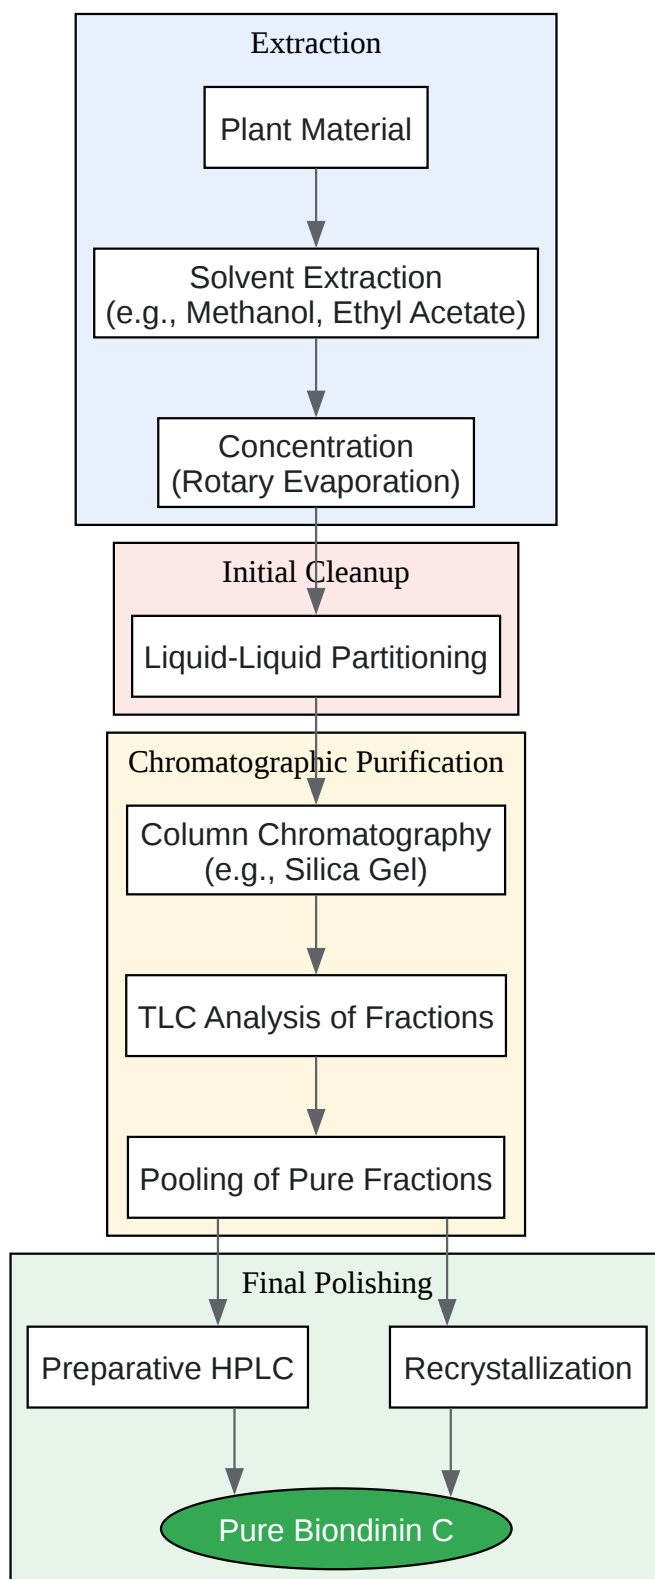 Extraction
Plant Material
Solvent Extraction
(e.g., Methanol, Ethyl Acetate)
Concentration
(Rotary Evaporation)
Initial Cleanup
Liquid-Liquid Partitioning
Chromatographic Purification
Column Chromatography
(e.g., Silica Gel)
TLC Analysis of Fractions
Pooling of Pure Fractions
Final Polishing
Preparative HPLC
Recrystallization
Pure Biondinin C